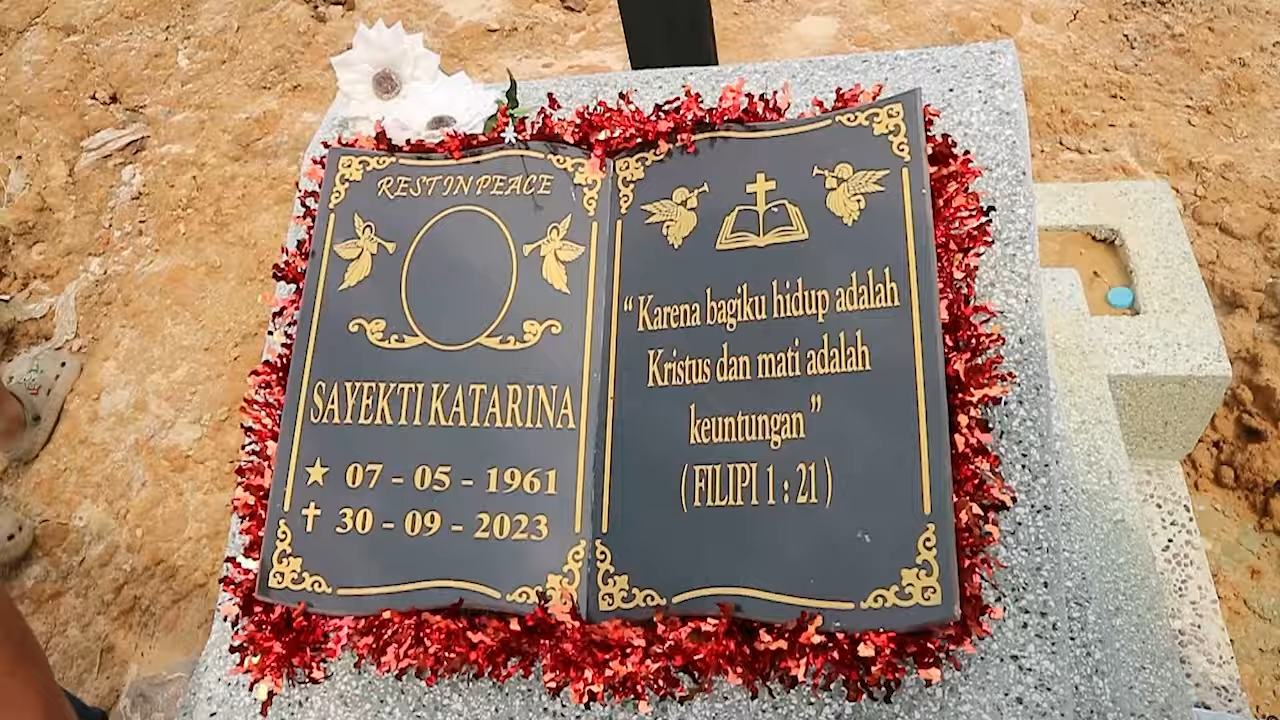 REST IN PEACE
SAYEKTI KATARINA
07 - 05 - 1961
30 - 09 - 2023
“Karena bagiku hidup adalah
Kristus dan mati adalah
keuntungan”
(FILIPI 1 : 21)